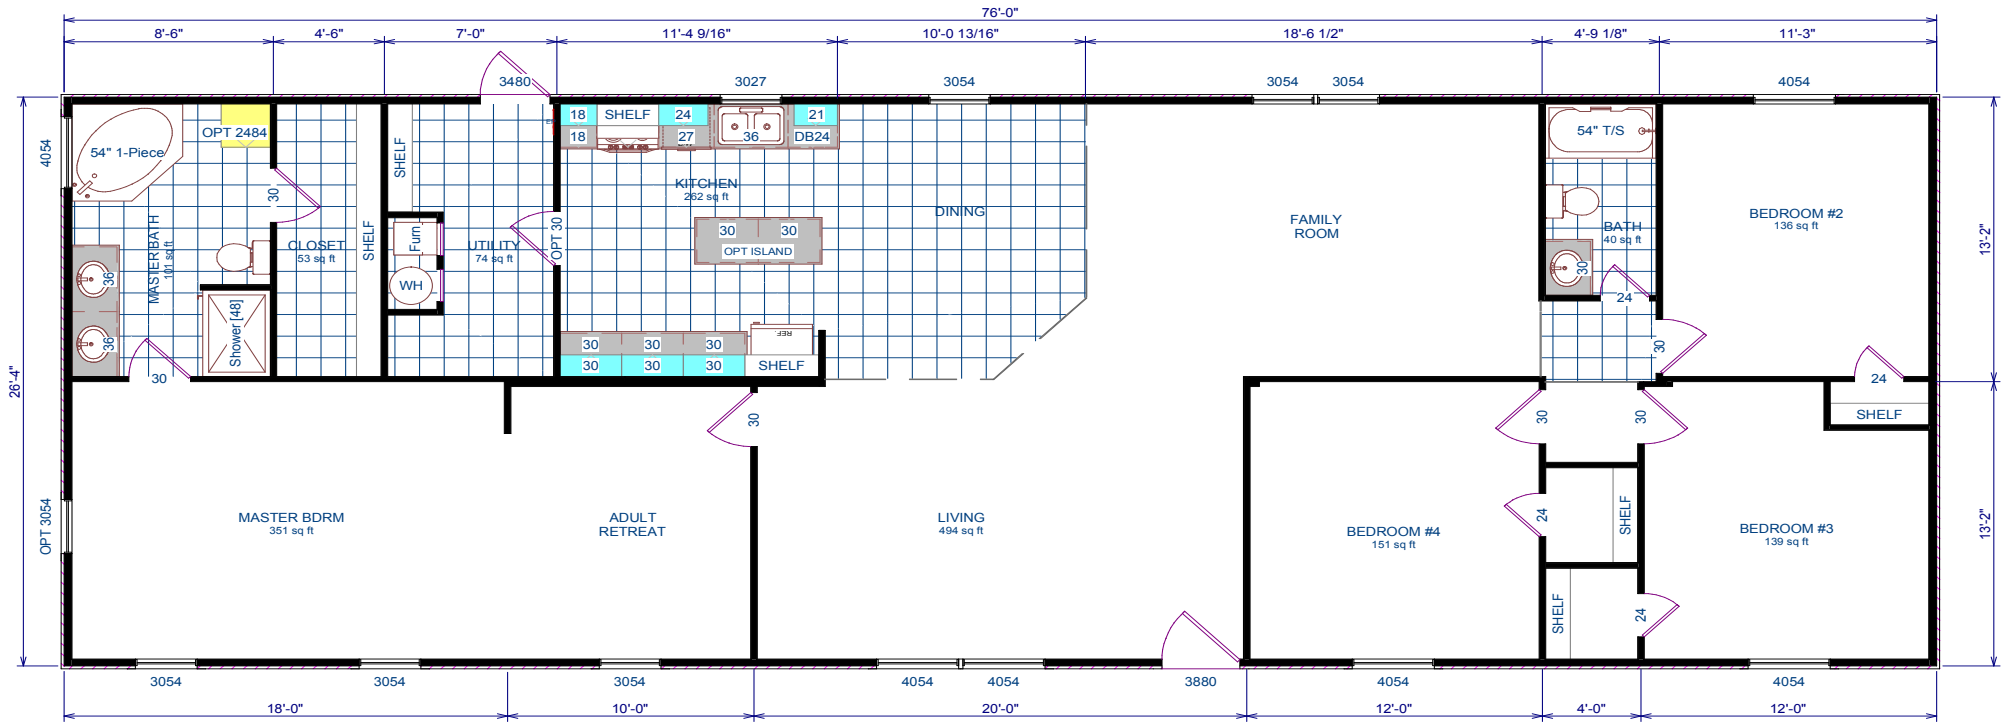 76'-0"
8'-6"
4'-6"
7'-0"
11'-4 9/16"
10'-0 13/16"
18'-6 1/2"
4'-9 1/8"
11'-3"
3480
3027
3054
3054
3054
4054
4054
54" 1-Piece
OPT 2484
30
MASTER BATH
101 sq ft
36
36
Shower [48]
30
CLOSET
53 sq ft
SHELF
SHELF
Furn
WH
UTILITY
74 sq ft
OPT 30
18
SHELF
24
21
18
27
36
DB24
KITCHEN
262 sq ft
30
30
OPT ISLAND
30
30
30
REF.
30
30
30
SHELF
DINING
FAMILY
ROOM
54" T/S
BATH
40 sq ft
30
24
30
BEDROOM #2
136 sq ft
24
SHELF
26'-4"
13'-2"
13'-2"
OPT 3054
MASTER BDRM
351 sq ft
ADULT
RETREAT
30
LIVING
494 sq ft
30
30
BEDROOM #4
151 sq ft
24
SHELF
SHELF
24
BEDROOM #3
139 sq ft
3054
3054
3054
4054
4054
3880
4054
4054
18'-0"
10'-0"
20'-0"
12'-0"
4'-0"
12'-0"